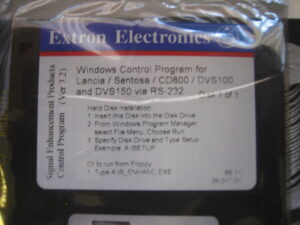 Extron Electronics
Signal Enhancement Products
Control Program (Ver 3.2)
Windows Control Program for
Lancia / Sentosa / CD800 / DVS100
and DVS150 via RS-232
Disk 1 of 1
Hard Disk Installation
1. Insert this Disk into the Disk Drive
2. From Windows Program Manager
select File Menu, Choose Run
3. Specify Disk Drive and Type Setup
Example: A:\SETUP
Or to run from Floppy
1. Type A:\S_ENHANC.EXE